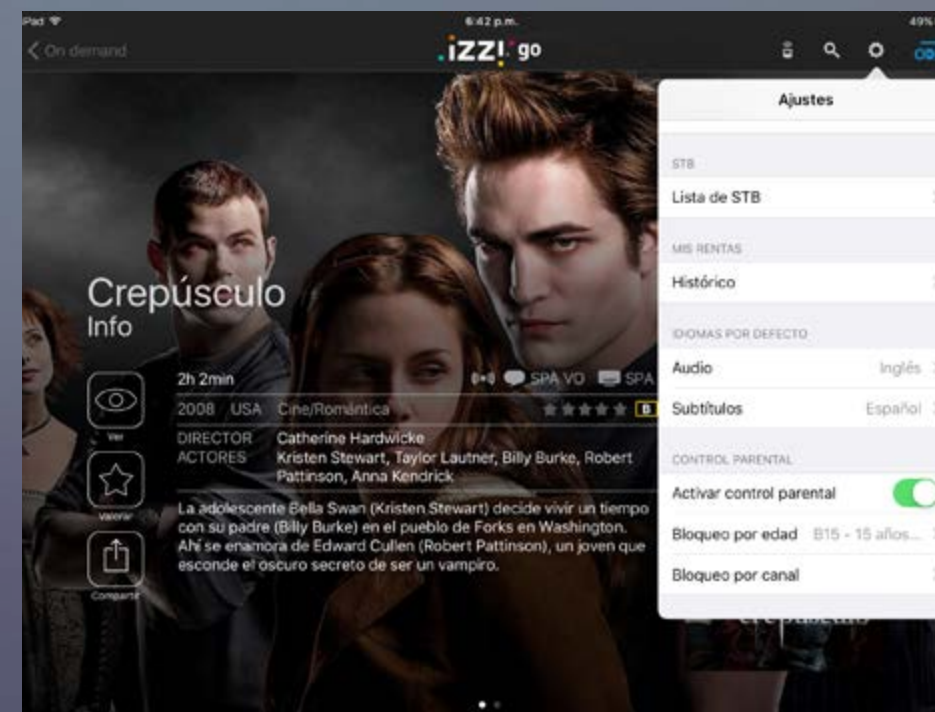 iPad
6:42 p.m.
49%
On demand
izz! go
Crepúsculo
Info
Ver
Valorar
Compartir
2h 2min
SPA VO
SPA
2008 USA Cine/Romántica
B
DIRECTOR Catherine Hardwicke
ACTORES Kristen Stewart, Taylor Lautner, Billy Burke, Robert
Pattinson, Anna Kendrick
La adolescente Bella Swan (Kristen Stewart) decide vivir un tiempo
con su padre (Billy Burke) en el pueblo de Forks en Washington.
Ahí se enamora de Edward Cullen (Robert Pattinson), un joven que
esconde el oscuro secreto de ser un vampiro.
Ajustes
STB
Lista de STB
MIS RENTAS
Histórico
IDIOMAS POR DEFECTO
Audio Inglés
Subtítulos Español
CONTROL PARENTAL
Activar control parental
Bloqueo por edad B15 - 15 años...
Bloqueo por canal
crepúsculo